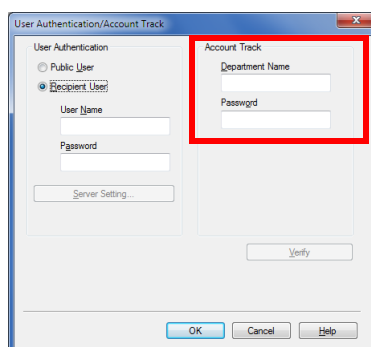 User Authentication/Account Track
User Authentication
Public User
Recipient User
User Name
Password
Server Setting...
Account Track
Department Name
Password
Verify
OK
Cancel
Help